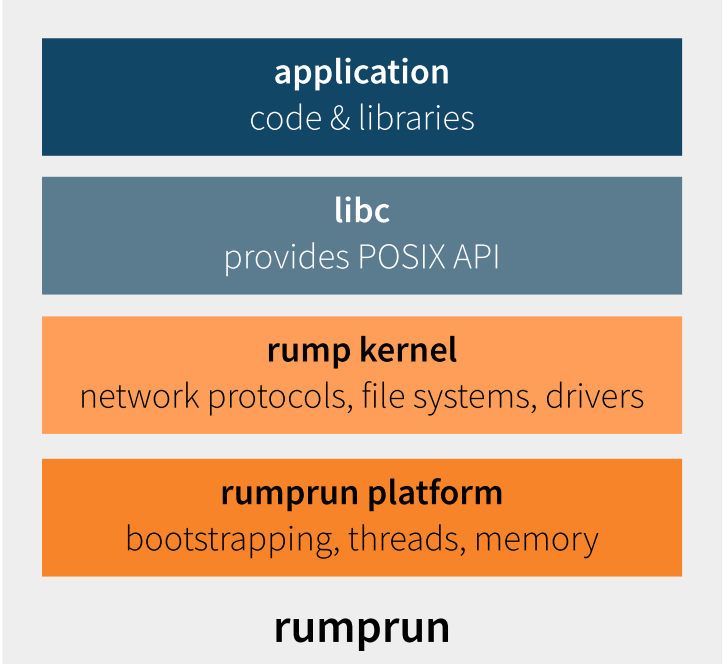 application
code & libraries
libc
provides POSIX API
rump kernel
network protocols, file systems, drivers
rumprun platform
bootstrapping, threads, memory
rumprun